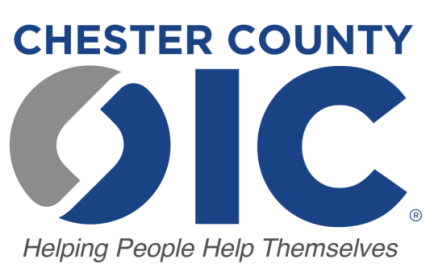 CHESTER COUNTY
OIC®
Helping People Help Themselves